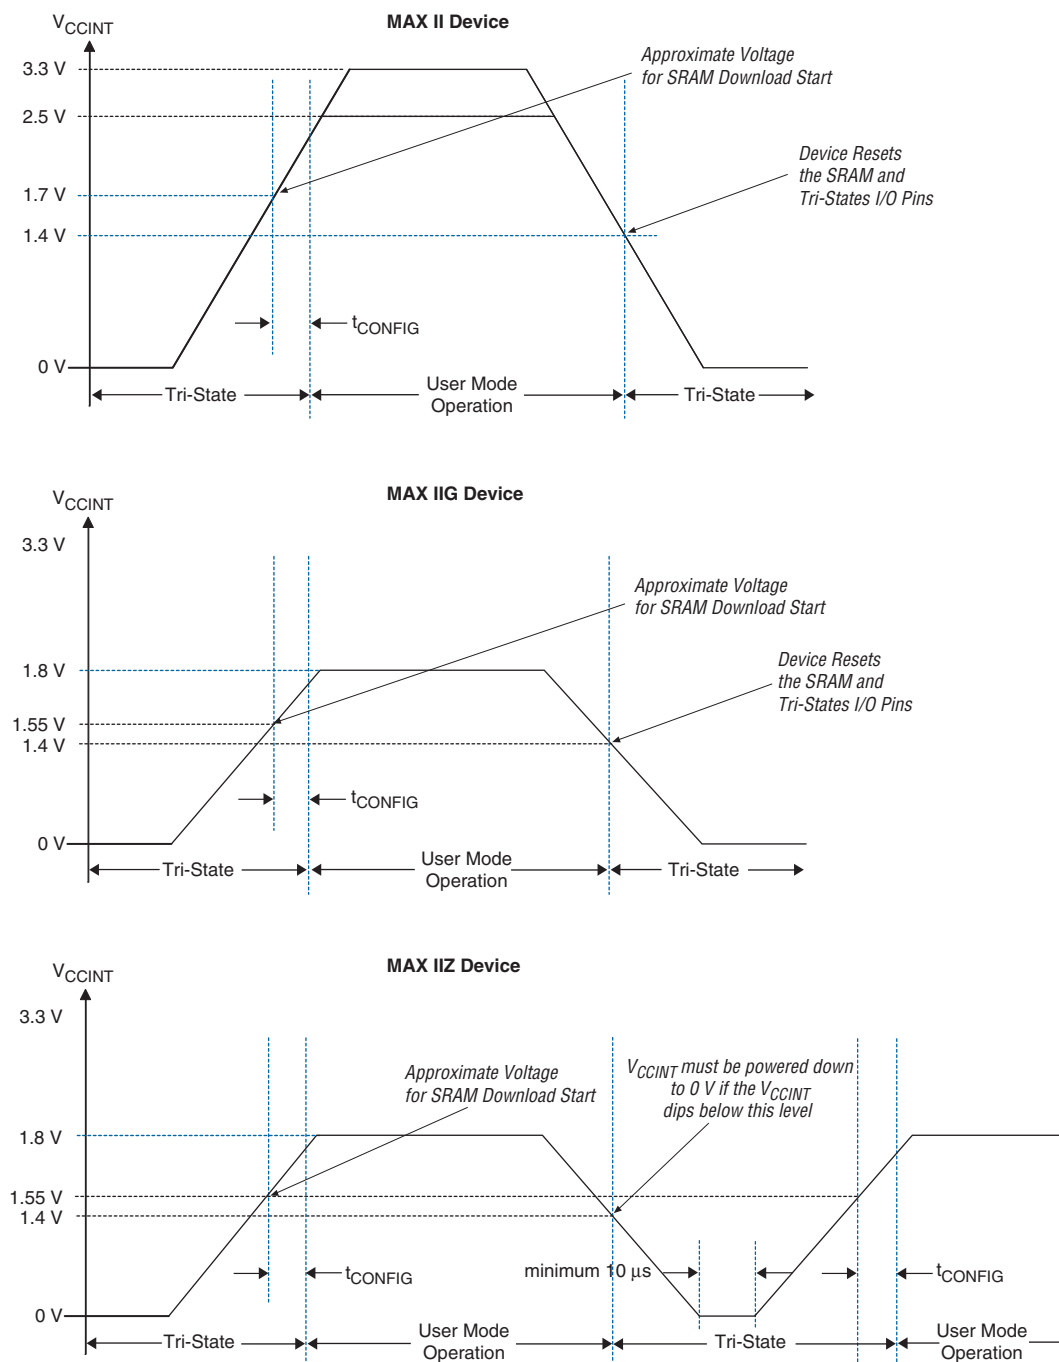 MAX II Device
VCCINT
Approximate Voltage
for SRAM Download Start
3.3 V
2.5 V
Device Resets
the SRAM and
Tri-States I/O Pins
1.7 V
1.4 V
tCONFIG
0 V
Tri-State
User Mode
Operation
Tri-State
MAX IIG Device
VCCINT
3.3 V
Approximate Voltage
for SRAM Download Start
1.8 V
Device Resets
the SRAM and
Tri-States I/O Pins
1.55 V
1.4 V
tCONFIG
0 V
Tri-State
User Mode
Operation
Tri-State
MAX IIZ Device
VCCINT
3.3 V
Approximate Voltage
for SRAM Download Start
VCCINT must be powered down
to 0 V if the VCCINT
dips below this level
1.8 V
1.55 V
1.4 V
tCONFIG
minimum 10 µs
tCONFIG
0 V
Tri-State
User Mode
Operation
Tri-State
User Mode
Operation